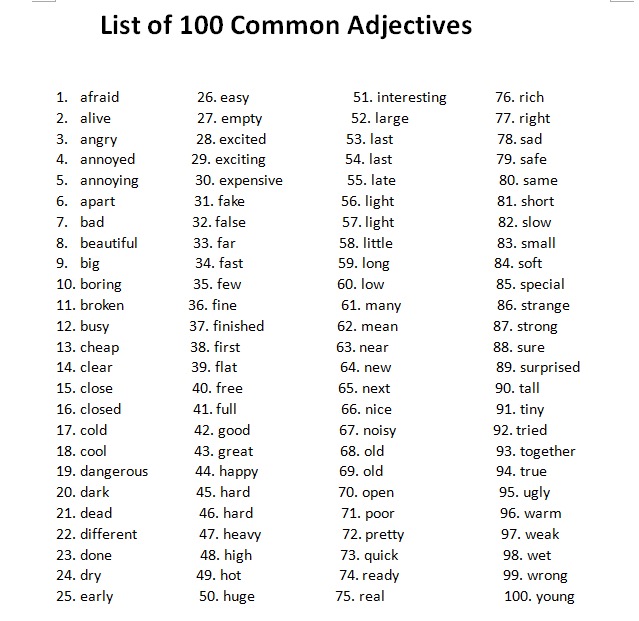 List of 100 Common Adjectives
1. afraid
2. alive
3. angry
4. annoyed
5. annoying
6. apart
7. bad
8. beautiful
9. big
10. boring
11. broken
12. busy
13. cheap
14. clear
15. close
16. closed
17. cold
18. cool
19. dangerous
20. dark
21. dead
22. different
23. done
24. dry
25. early
26. easy
27. empty
28. excited
29. exciting
30. expensive
31. fake
32. false
33. far
34. fast
35. few
36. fine
37. finished
38. first
39. flat
40. free
41. full
42. good
43. great
44. happy
45. hard
46. hard
47. heavy
48. high
49. hot
50. huge
51. interesting
52. large
53. last
54. last
55. late
56. light
57. light
58. little
59. long
60. low
61. many
62. mean
63. near
64. new
65. next
66. nice
67. noisy
68. old
69. old
70. open
71. poor
72. pretty
73. quick
74. ready
75. real
76. rich
77. right
78. sad
79. safe
80. same
81. short
82. slow
83. small
84. soft
85. special
86. strange
87. strong
88. sure
89. surprised
90. tall
91. tiny
92. tried
93. together
94. true
95. ugly
96. warm
97. weak
98. wet
99. wrong
100. young